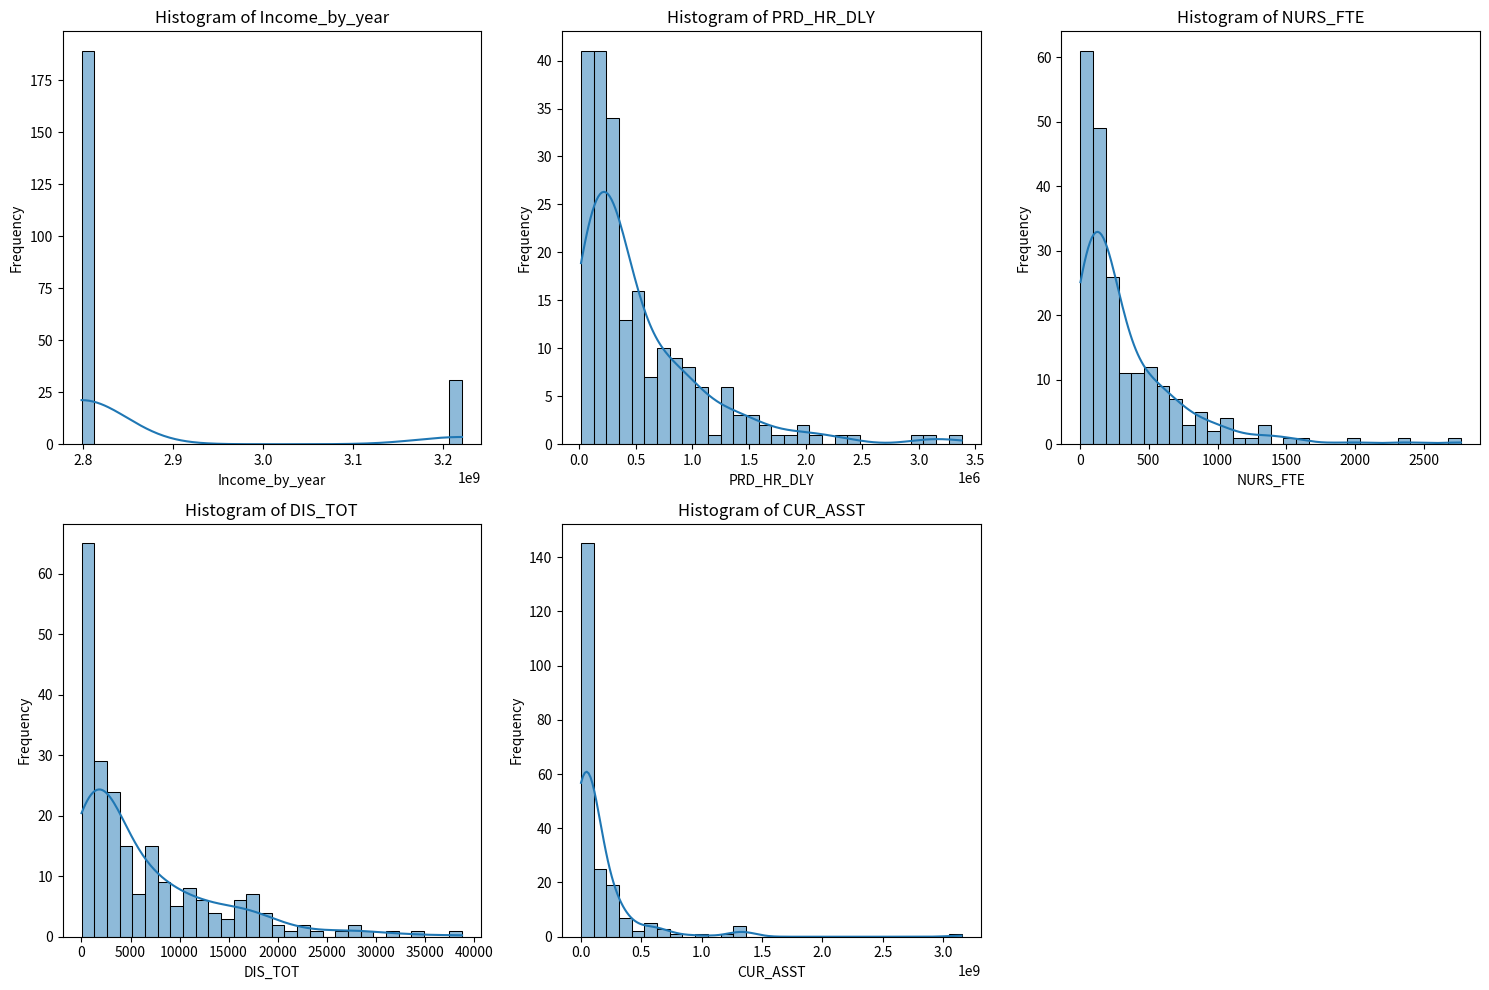 Histogram of Income_by_year
Frequency
175
150
125
100
75
50
25
0
2.8 2.9 3.0 3.1 3.2
1e9
Income_by_year
Histogram of PRD_HR_DLY
Frequency
40
35
30
25
20
15
10
5
0
0.0 0.5 1.0 1.5 2.0 2.5 3.0 3.5
1e6
PRD_HR_DLY
Histogram of NURS_FTE
Frequency
60
50
40
30
20
10
0
0 500 1000 1500 2000 2500
NURS_FTE
Histogram of DIS_TOT
Frequency
60
50
40
30
20
10
0
0 5000 10000 15000 20000 25000 30000 35000 40000
DIS_TOT
Histogram of CUR_ASST
Frequency
140
120
100
80
60
40
20
0
0.0 0.5 1.0 1.5 2.0 2.5 3.0
1e9
CUR_ASST